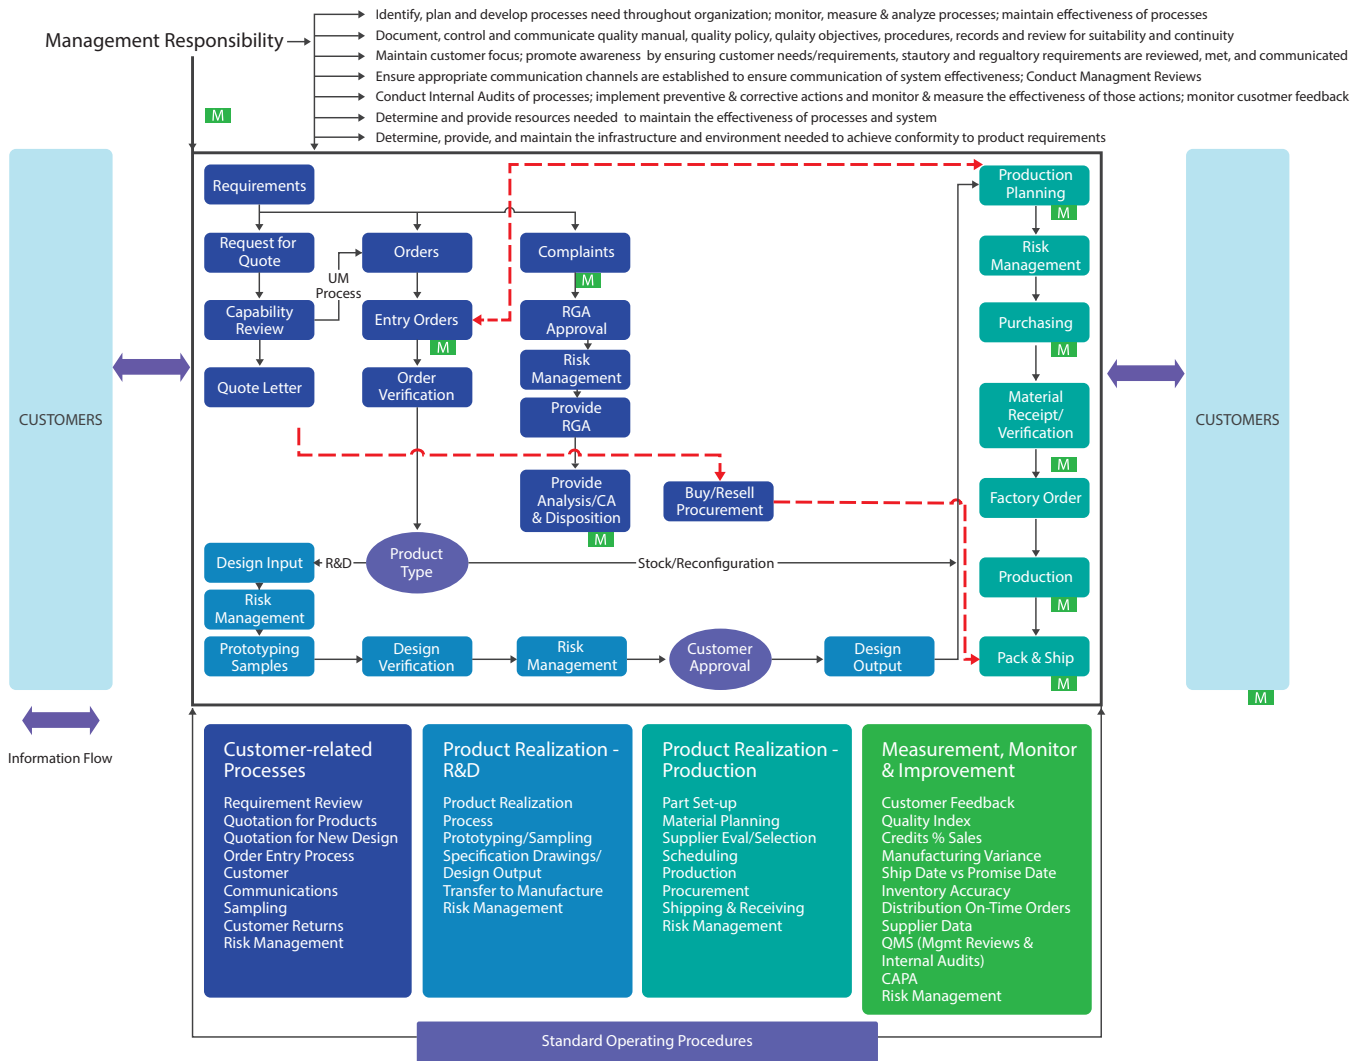 Identify, plan and develop processes need throughout organization; monitor, measure & analyze processes; maintain effectiveness of processes
Management Responsibility
Document, control and communicate quality manual, quality policy, qulaity objectives, procedures, records and review for suitability and continuity
Maintain customer focus; promote awareness by ensuring customer needs/requirements, stautory and regualtory requirements are reviewed, met, and communicated
Ensure appropriate communication channels are established to ensure communication of system effectiveness; Conduct Managment Reviews
Conduct Internal Audits of processes; implement preventive & corrective actions and monitor & measure the effectiveness of those actions; monitor cusotmer feedback
M
Determine and provide resources needed to maintain the effectiveness of processes and system
Determine, provide, and maintain the infrastructure and environment needed to achieve conformity to product requirements
CUSTOMERS
Information Flow
Requirements
Request for
Quote
UM
Process
Capability
Review
Quote Letter
Orders
Entry Orders
M
Order
Verification
Complaints
M
RGA
Approval
Risk
Management
Provide
RGA
Provide
Analysis/CA
& Disposition
M
Buy/Resell
Procurement
Product
Type
R&D
Stock/Reconfiguration
Design Input
Risk
Management
Prototyping
Samples
Design
Verification
Risk
Management
Customer
Approval
Design
Output
Production
Planning
M
Risk
Management
Purchasing
M
Material
Receipt/
Verification
M
Factory Order
Production
M
Pack & Ship
M
CUSTOMERS
M
Customer-related
Processes
Requirement Review
Quotation for Products
Quotation for New Design
Order Entry Process
Customer
Communications
Sampling
Customer Returns
Risk Management
Product Realization -
R&D
Product Realization
Process
Prototyping/Sampling
Specification Drawings/
Design Output
Transfer to Manufacture
Risk Management
Product Realization -
Production
Part Set-up
Material Planning
Supplier Eval/Selection
Scheduling
Production
Procurement
Shipping & Receiving
Risk Management
Measurement, Monitor
& Improvement
Customer Feedback
Quality Index
Credits % Sales
Manufacturing Variance
Ship Date vs Promise Date
Inventory Accuracy
Distribution On-Time Orders
Supplier Data
QMS (Mgmt Reviews &
Internal Audits)
CAPA
Risk Management
Standard Operating Procedures